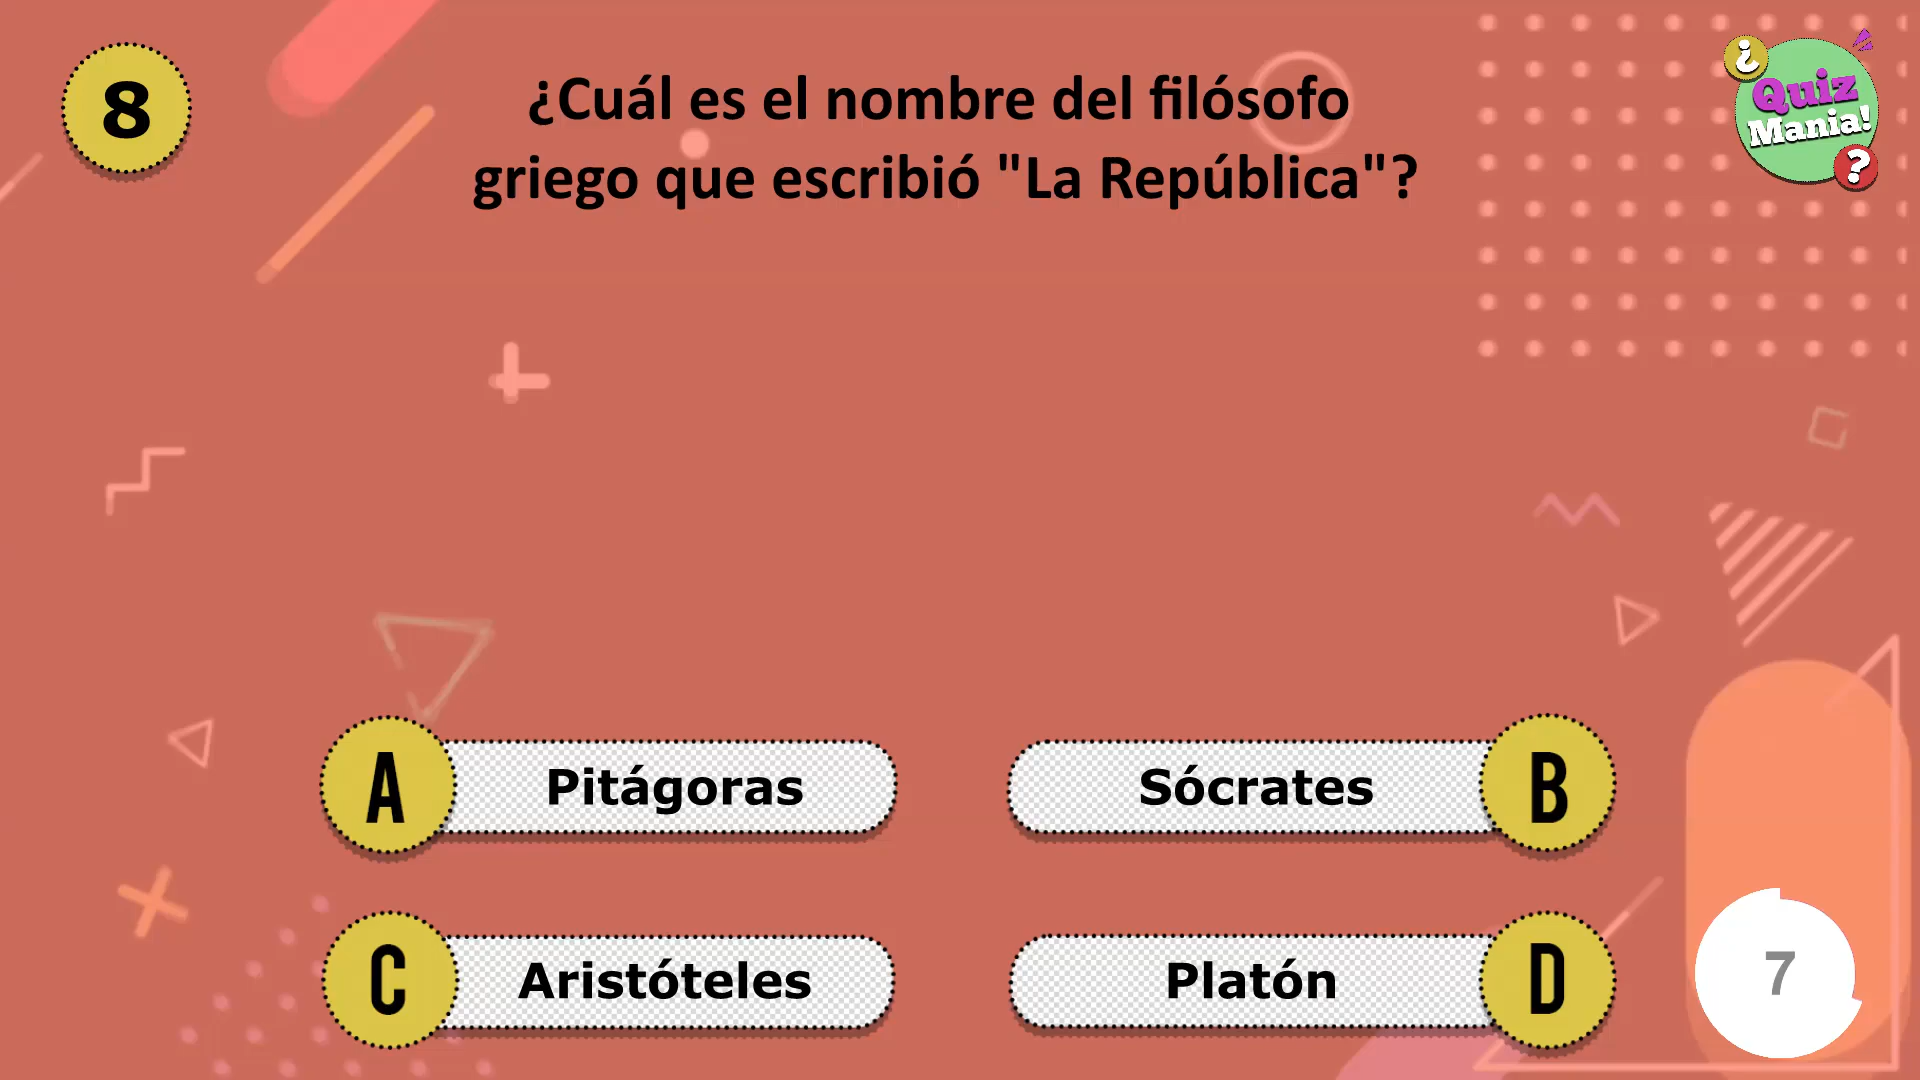 8
¿Cuál es el nombre del filósofo
griego que escribió "La República"?
¿
Quiz
Mania!
?
A
Pitágoras
Sócrates
B
C
Aristóteles
Platón
D
7